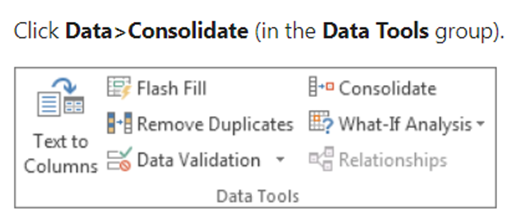 Click Data>Consolidate (in the Data Tools group).
Flash Fill
Consolidate
Text to
Columns
Remove Duplicates
What-If Analysis
Data Validation
Relationships
Data Tools